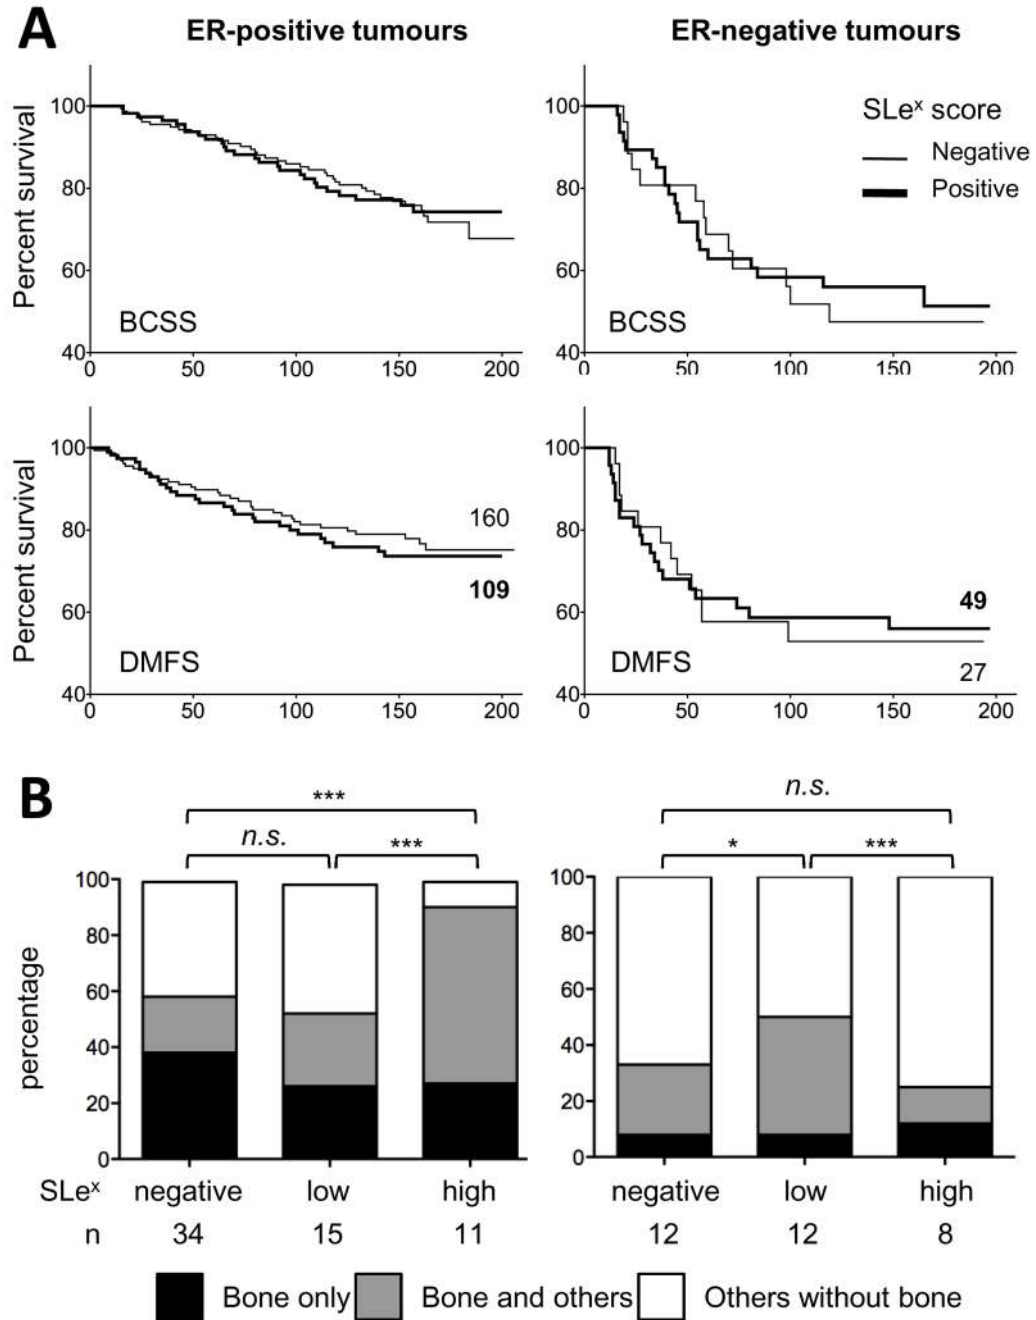 A
ER-positive tumours
ER-negative tumours
Percent survival
100
80
60
40
BCSS
0 50 100 150 200
100
80
60
40
BCSS
0 50 100 150 200
SLeˣ score
Negative
Positive
Percent survival
100
80
60
40
160
109
DMFS
0 50 100 150 200
100
80
60
40
49
27
DMFS
0 50 100 150 200
B
***
n.s.
***
n.s.
*
***
percentage
100
80
60
40
20
0
100
80
60
40
20
0
SLeˣ negative low high
negative low high
n 34 15 11
12 12 8
Bone only
Bone and others
Others without bone